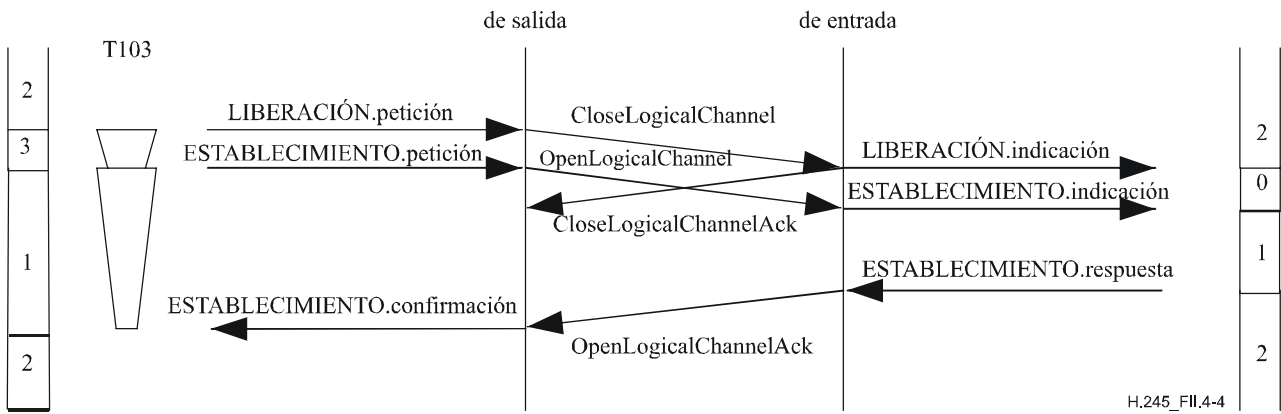 de salida
de entrada
T103
2
LIBERACIÓN.petición
CloseLogicalChannel
2
3
ESTABLECIMIENTO.petición
OpenLogicalChannel
LIBERACIÓN.indicación
0
ESTABLECIMIENTO.indicación
CloseLogicalChannelAck
1
1
ESTABLECIMIENTO.respuesta
ESTABLECIMIENTO.confirmación
OpenLogicalChannelAck
2
2
H.245_FII.4-4